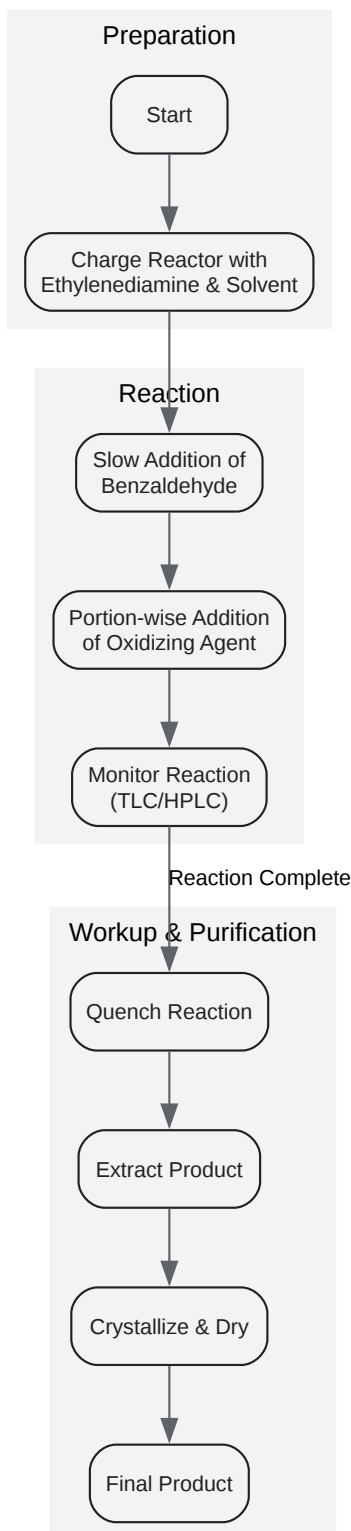 Preparation
Start
Charge Reactor with
Ethylenediamine & Solvent
Reaction
Slow Addition of
Benzaldehyde
Portion-wise Addition
of Oxidizing Agent
Monitor Reaction
(TLC/HPLC)
Reaction Complete
Workup & Purification
Quench Reaction
Extract Product
Crystallize & Dry
Final Product